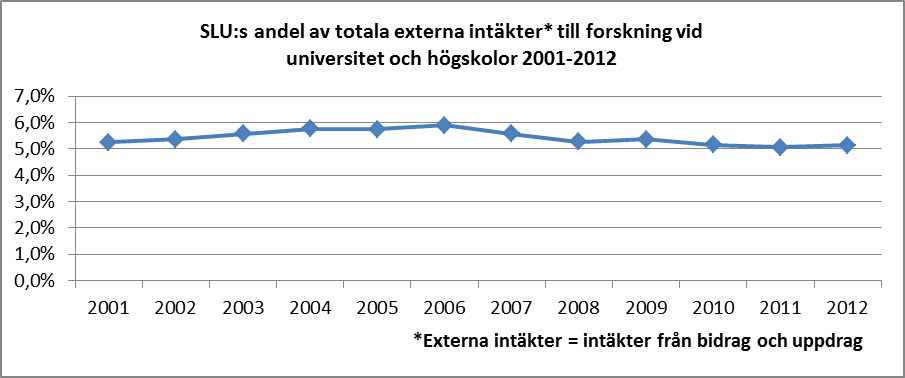 SLU:s andel av totala externa intäkter* till forskning vid
universitet och högskolor 2001-2012
7,0%
6,0%
5,0%
4,0%
3,0%
2,0%
1,0%
0,0%
2001 2002 2003 2004 2005 2006 2007 2008 2009 2010 2011 2012
*Externa intäkter = intäkter från bidrag och uppdrag